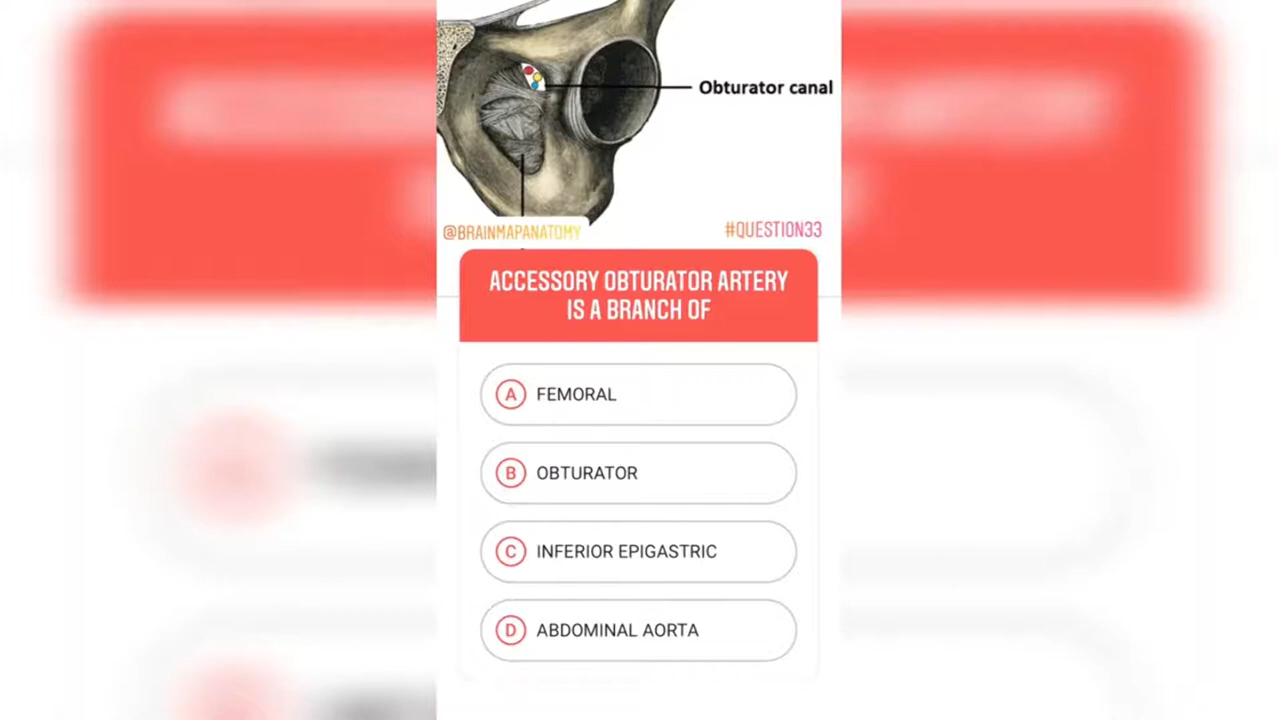 Obturator canal
@BRAINMAPANATOMY
#QUESTION33
ACCESSORY OBTURATOR ARTERY
IS A BRANCH OF
A FEMORAL
B OBTURATOR
C INFERIOR EPIGASTRIC
D ABDOMINAL AORTA